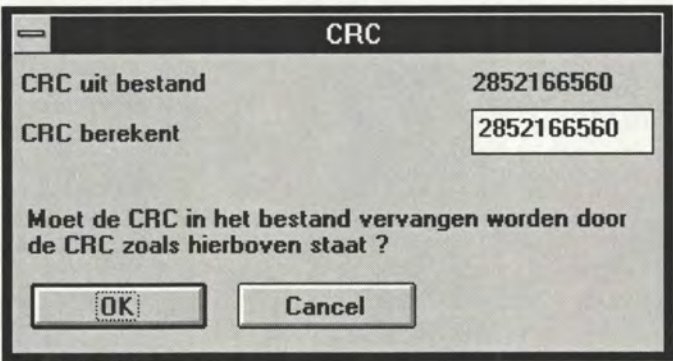 CRC
CRC uit bestand 2852166560
CRC berekent 2852166560
Moet de CRC in het bestand vervangen worden door
de CRC zoals hierboven staat ?
OK Cancel